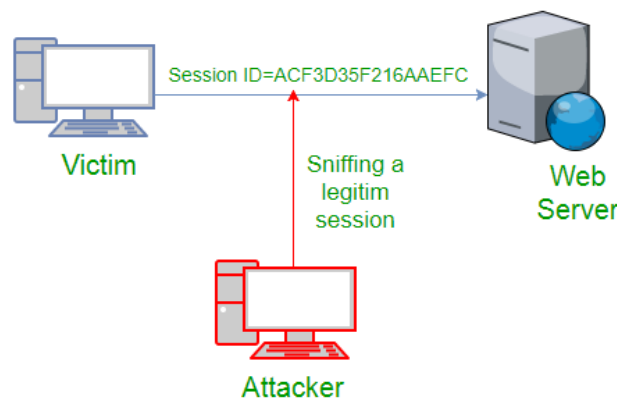 Session ID=ACF3D35F216AAEFC
Victim
Sniffing a
legitim
session
Web
Server
Attacker